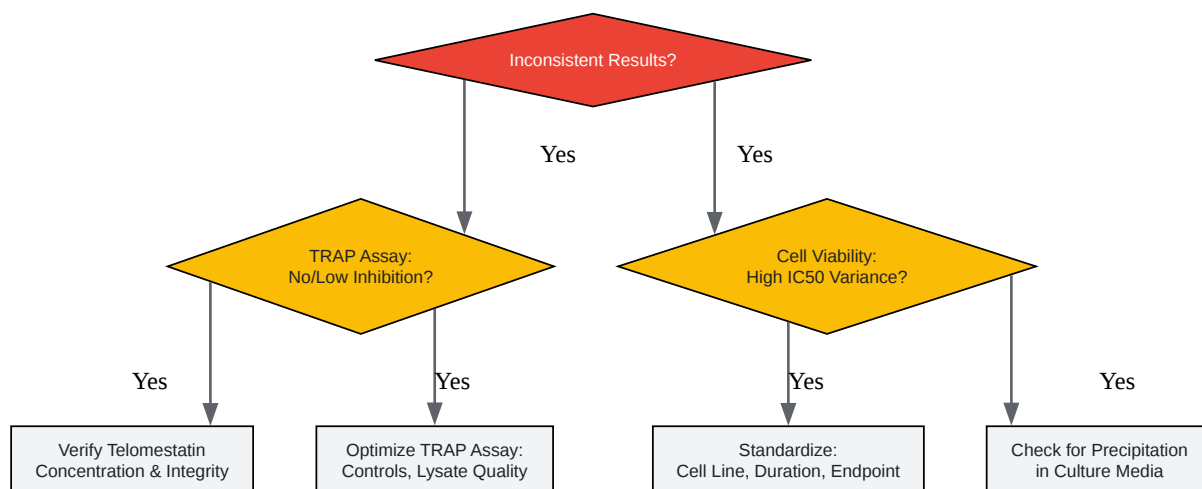 Inconsistent Results?
Yes
Yes
TRAP Assay:
No/Low Inhibition?
Cell Viability:
High IC50 Variance?
Yes
Yes
Yes
Yes
Verify Telomestatin
Concentration & Integrity
Optimize TRAP Assay:
Controls, Lysate Quality
Standardize:
Cell Line, Duration, Endpoint
Check for Precipitation
in Culture Media